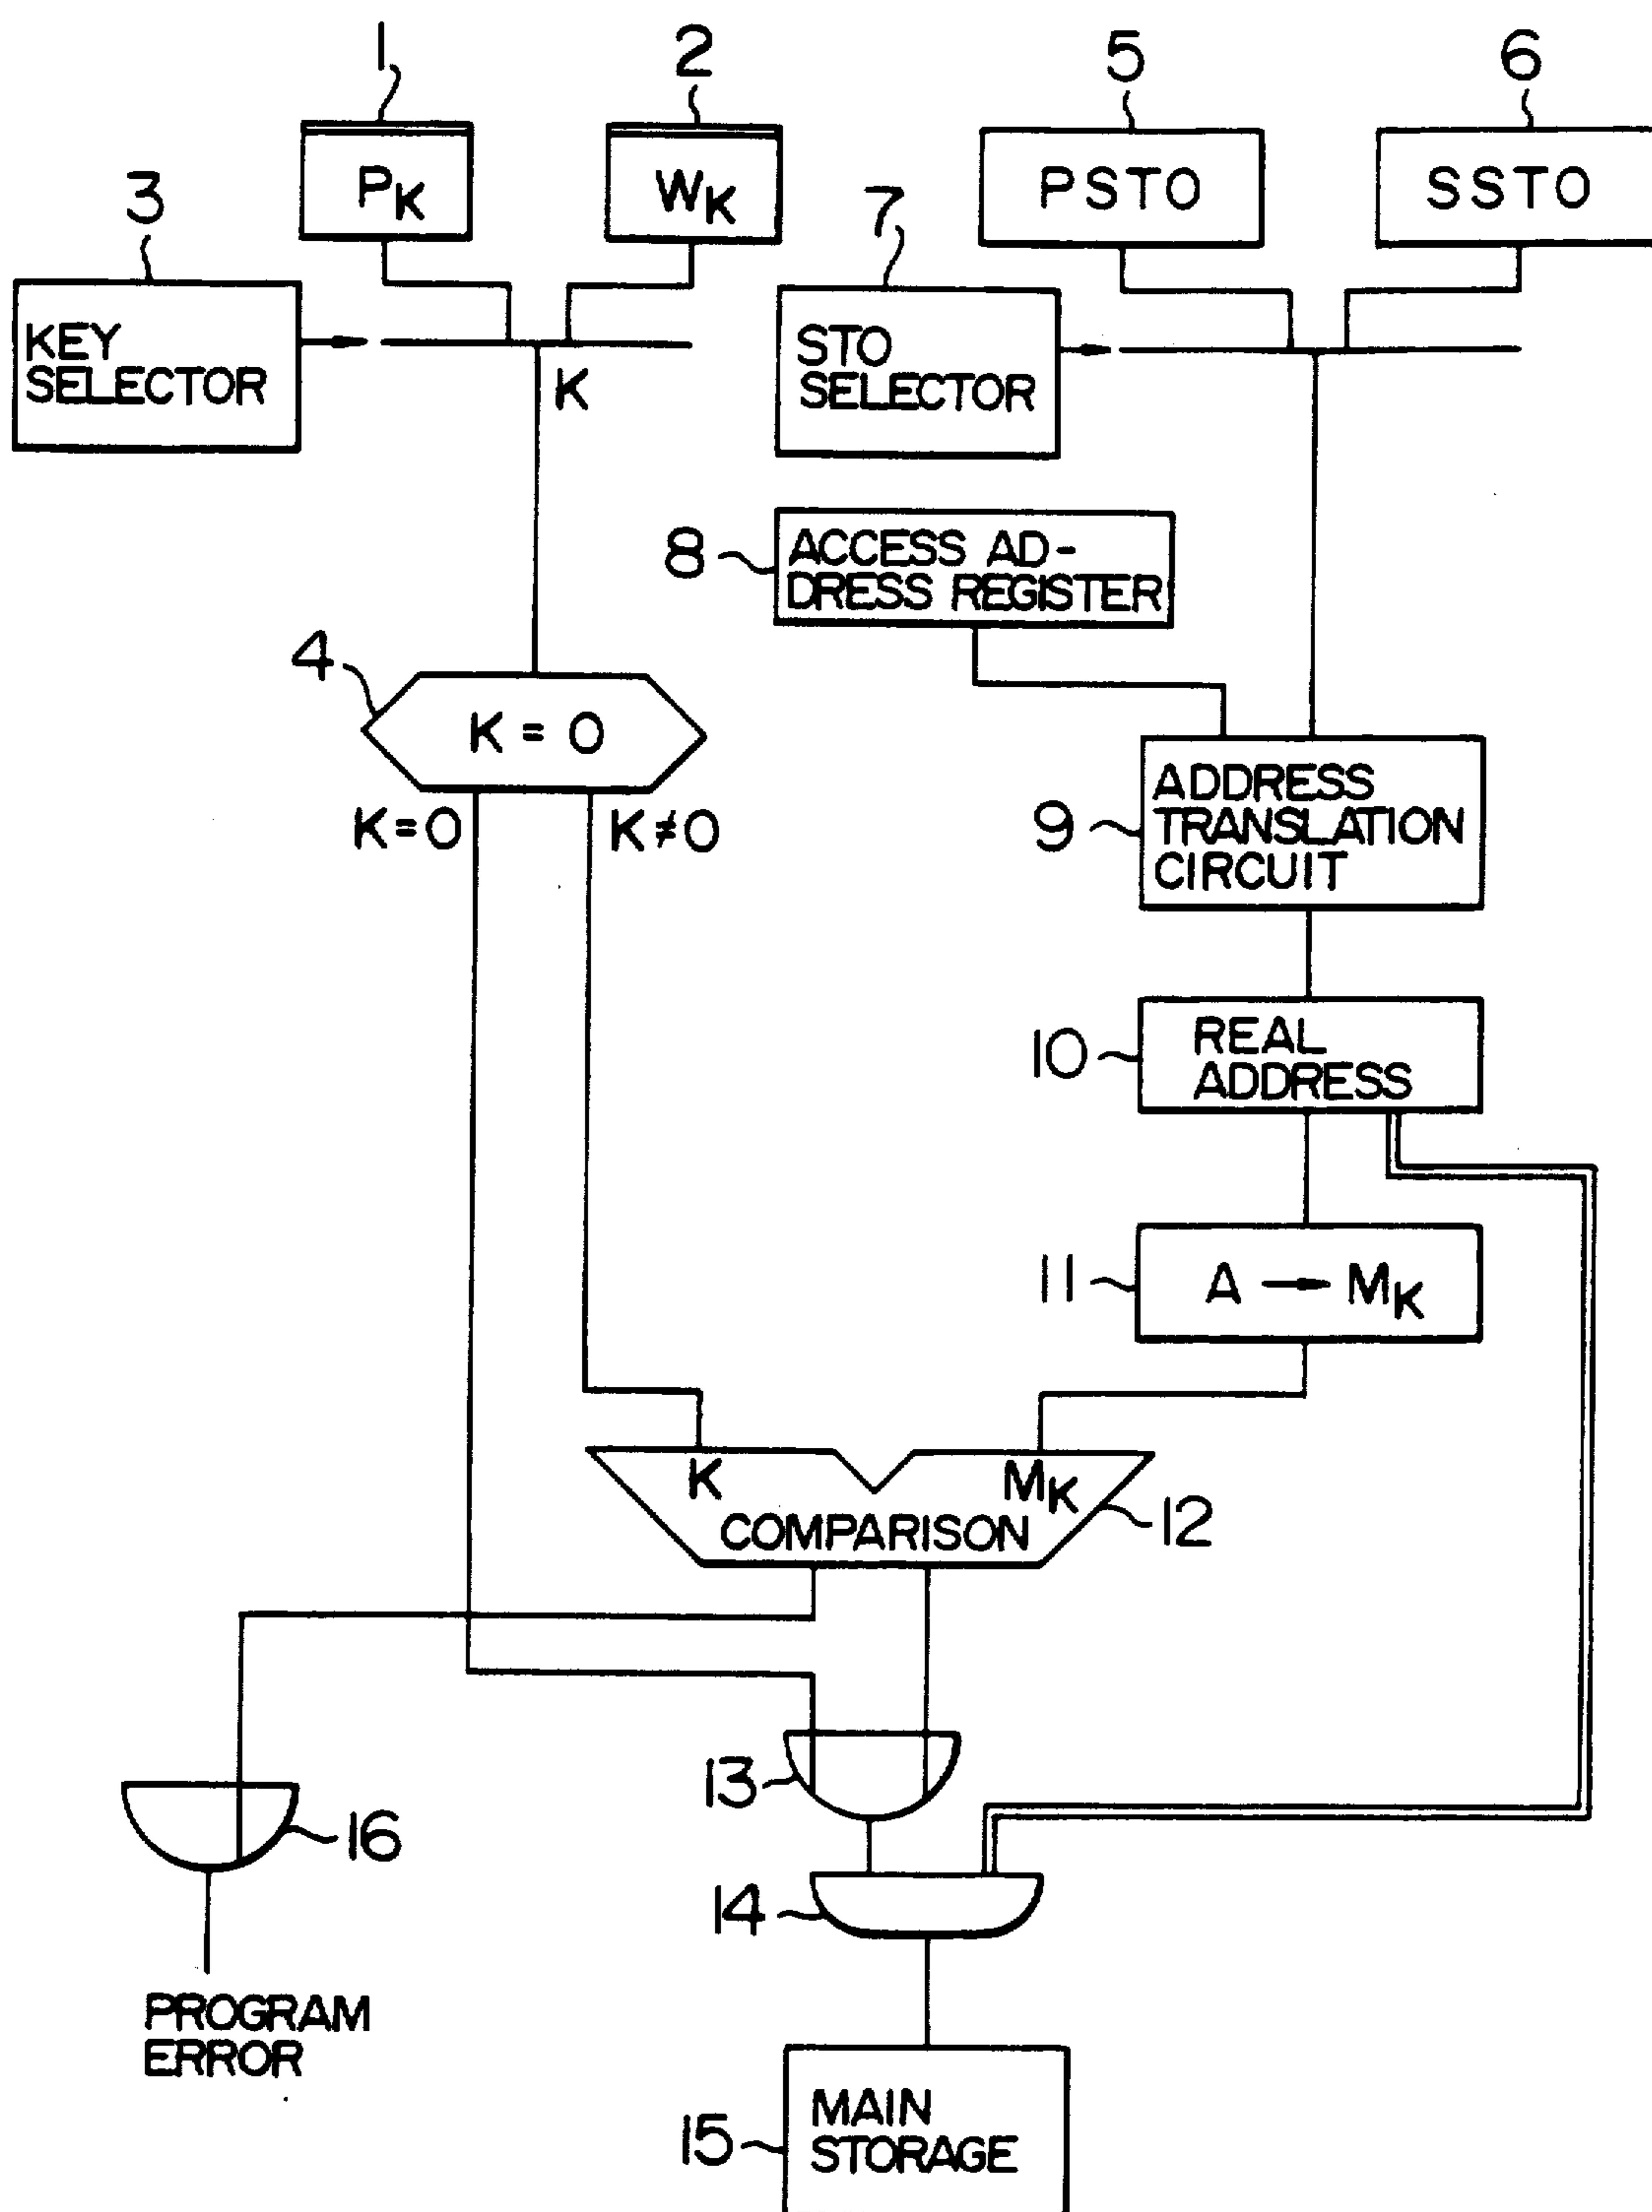 1
2
5
6
3
PK
WK
7
PSTO
SSTO
KEY
SELECTOR
K
STO
SELECTOR
8
ACCESS AD-
DRESS REGISTER
4
K = 0
K=0
K≠0
9
ADDRESS
TRANSLATION
CIRCUIT
10
REAL
ADDRESS
11
A → MK
K
MK
COMPARISON
12
13
16
14
PROGRAM
ERROR
15
MAIN
STORAGE